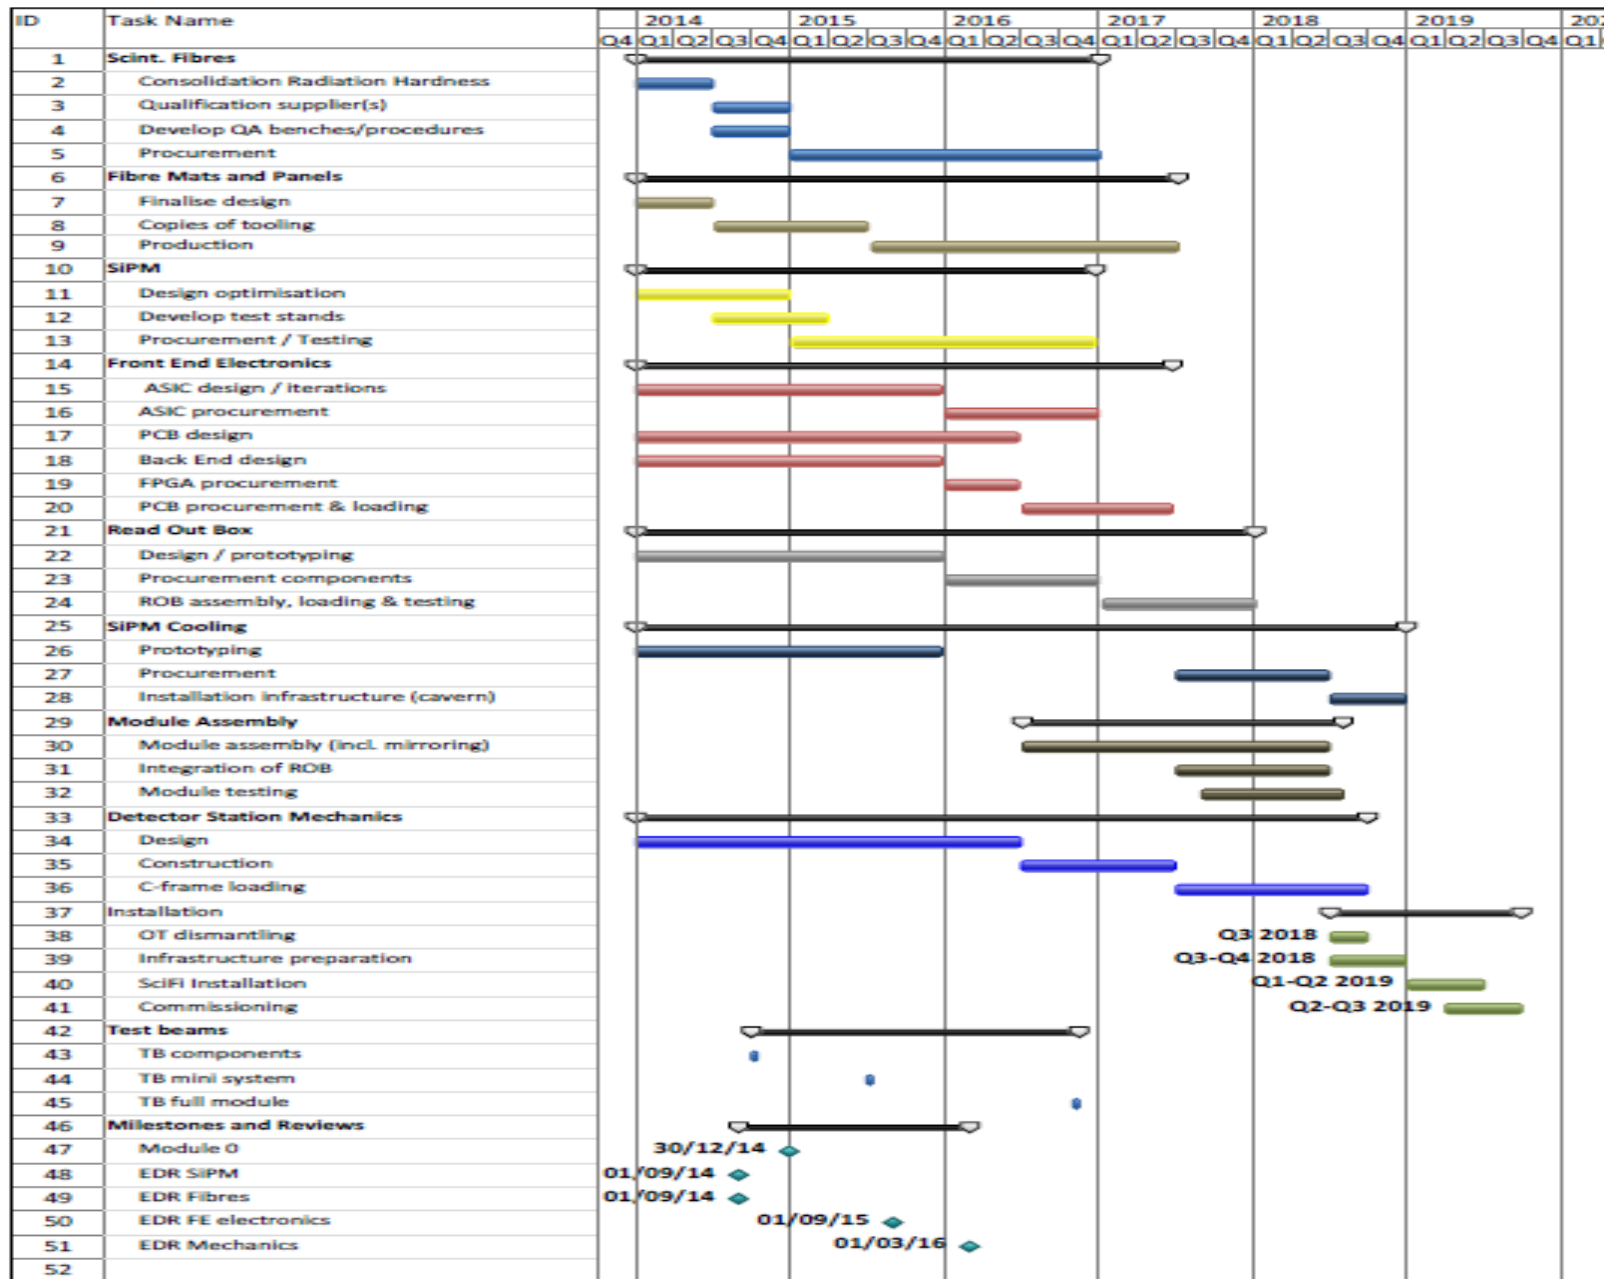 ID Task Name 2014 2015 2016 2017 2018 2019 202
Q4 Q1 Q2 Q3 Q4 Q1 Q2 Q3 Q4 Q1 Q2 Q3 Q4 Q1 Q2 Q3 Q4 Q1 Q2 Q3 Q4 Q1 Q2 Q3 Q4 Q1
1 Scint. Fibres
2 Consolidation Radiation Hardness
3 Qualification supplier(s)
4 Develop QA benches/procedures
5 Procurement
6 Fibre Mats and Panels
7 Finalise design
8 Copies of tooling
9 Production
10 SiPM
11 Design optimisation
12 Develop test stands
13 Procurement / Testing
14 Front End Electronics
15 ASIC design / iterations
16 ASIC procurement
17 PCB design
18 Back End design
19 FPGA procurement
20 PCB procurement & loading
21 Read Out Box
22 Design / prototyping
23 Procurement components
24 ROB assembly, loading & testing
25 SiPM Cooling
26 Prototyping
27 Procurement
28 Installation infrastructure (cavern)
29 Module Assembly
30 Module assembly (incl. mirroring)
31 Integration of ROB
32 Module testing
33 Detector Station Mechanics
34 Design
35 Construction
36 C-frame loading
37 Installation
38 OT dismantling Q3 2018
39 Infrastructure preparation Q3-Q4 2018
40 SciFi Installation Q1-Q2 2019
41 Commissioning Q2-Q3 2019
42 Test beams
43 TB components
44 TB mini system
45 TB full module
46 Milestones and Reviews
47 Module 0 30/12/14
48 EDR SiPM 01/09/14
49 EDR Fibres 01/09/14
50 EDR FE electronics 01/09/15
51 EDR Mechanics 01/03/16
52